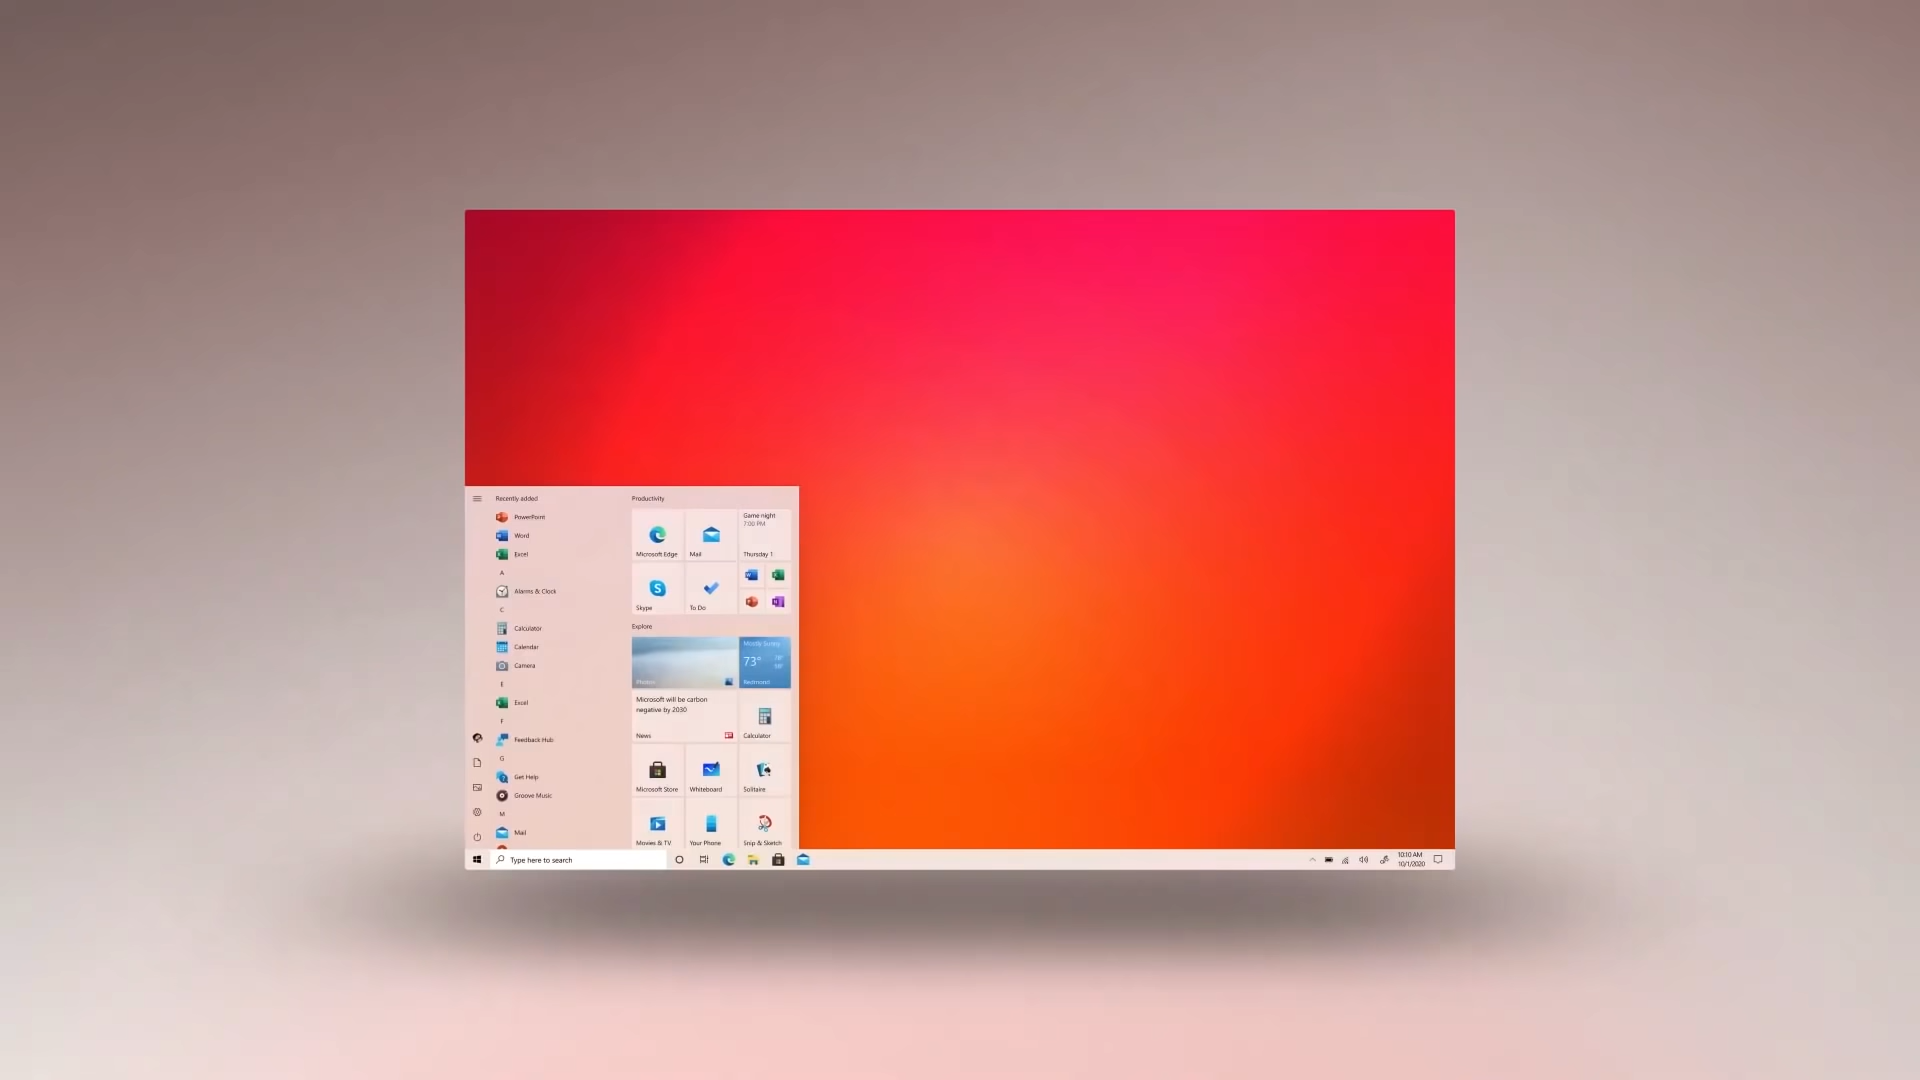 Recently added
PowerPoint
Word
Excel
A
Alarms & Clock
C
Calculator
Calendar
Camera
E
Excel
F
Feedback Hub
G
Get Help
Groove Music
M
Mail
Productivity
Microsoft Edge
Mail
Game night
7:00 PM
Thursday 1
Skype
To Do
Explore
Photos
Mostly Sunny
73°
78°
Redmond
Microsoft will be carbon
negative by 2030
News
Calculator
Microsoft Store
Whiteboard
Solitaire
Movies & TV
Your Phone
Snip & Sketch
Type here to search
10:10 AM
10/1/2020